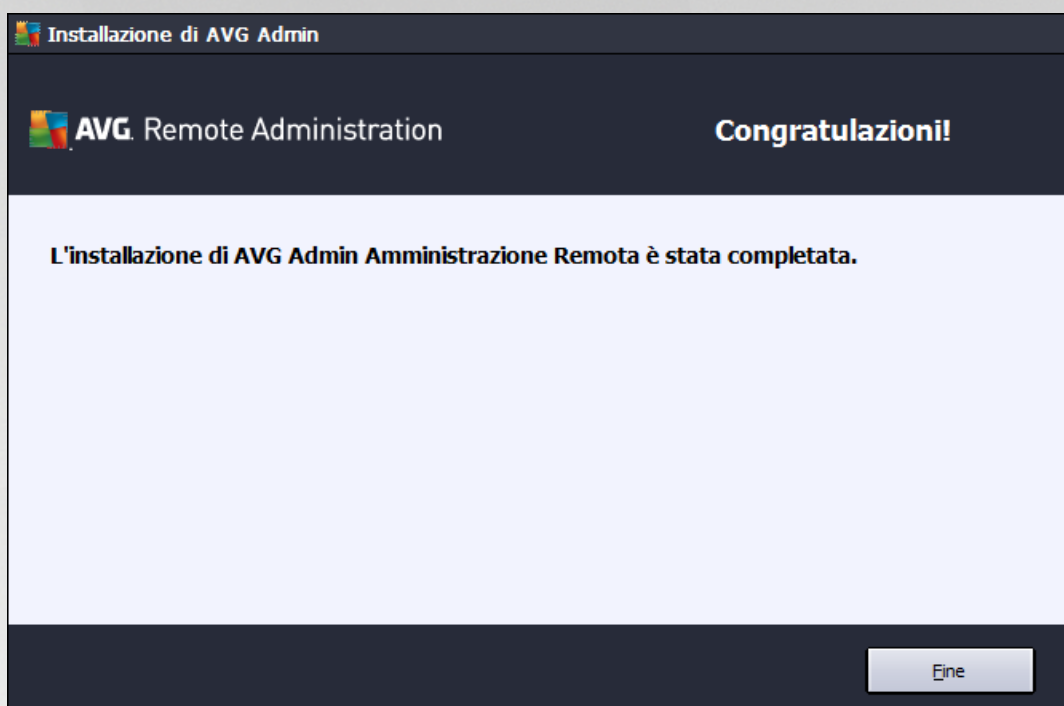 Installazione di AVG Admin
AVG. Remote Administration
Congratulazioni!
L'installazione di AVG Admin Amministrazione Remota è stata completata.
Fine